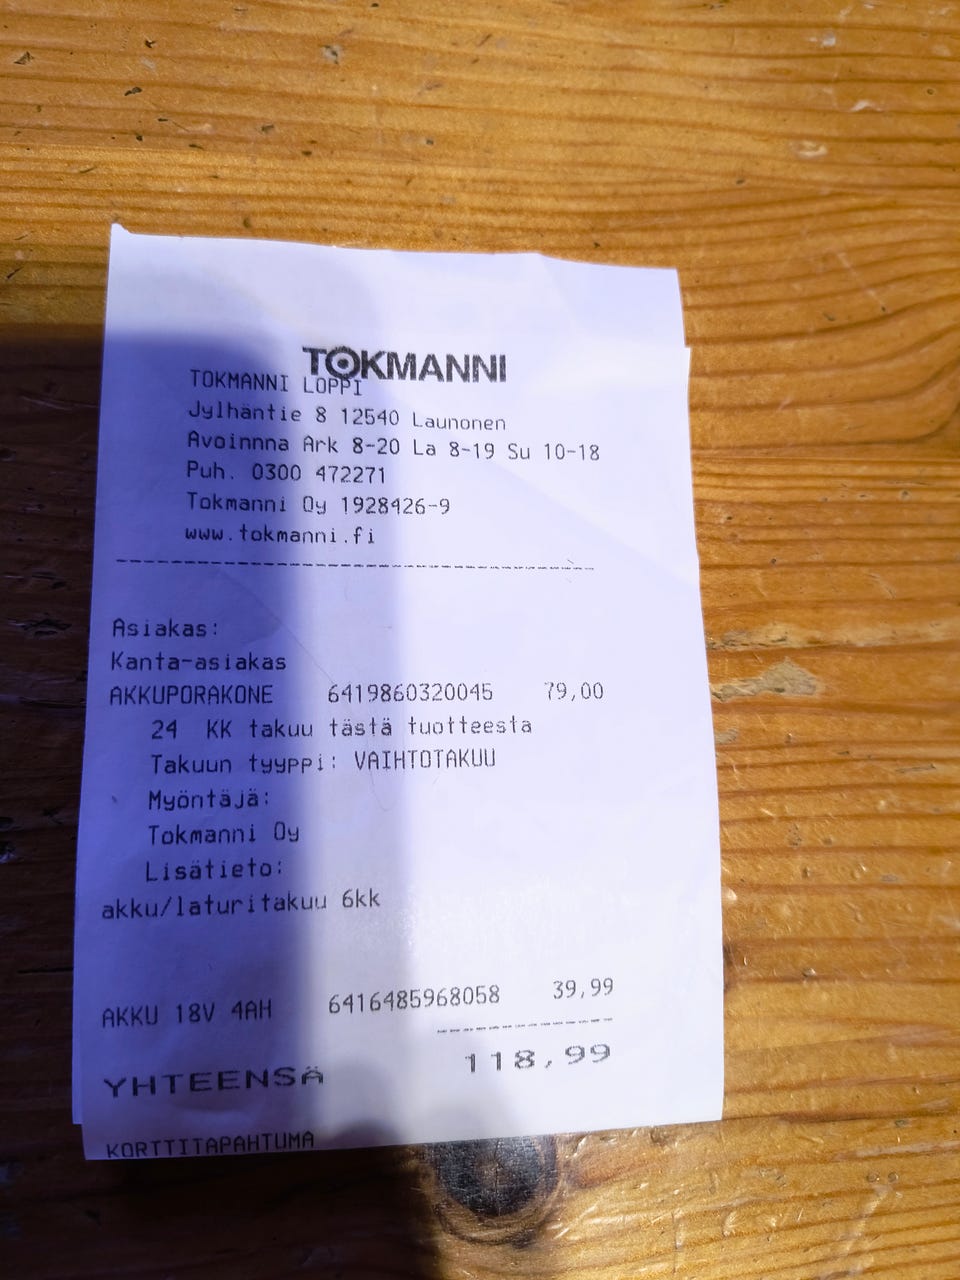 TOKMANNI
TOKMANNI LOPPI
Jylhäntie 8 12540 Launonen
Avoinnna Ark 8-20 La 8-19 Su 10-18
Puh. 0300 472271
Tokmanni Oy 1928426-9
www.tokmanni.fi
Asiakas:
Kanta-asiakas
AKKUPORAKONE 6419860320045 79,00
24 KK takuu tästä tuotteesta
Takuun tyyppi: VAIHTOTAKUU
Myöntäjä:
Tokmanni Oy
Lisätieto:
akku/laturitakuu 6kk
AKKU 18V 4AH 6416485968058 39,99
YHTEENSÄ 118,99
KORTTITAPAHTUMA